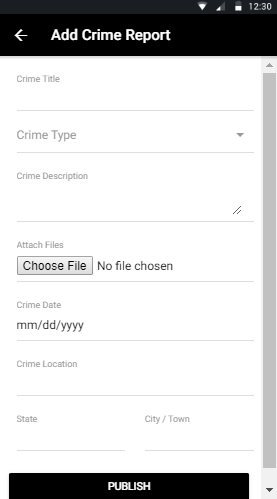 12:30
Add Crime Report
Crime Title
Crime Type
Crime Description
Attach Files
Choose File No file chosen
Crime Date
mm/dd/yyyy
Crime Location
State City / Town
PUBLISH